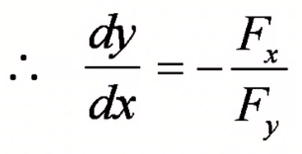 ∴ dy/dx = −F_x/F_y